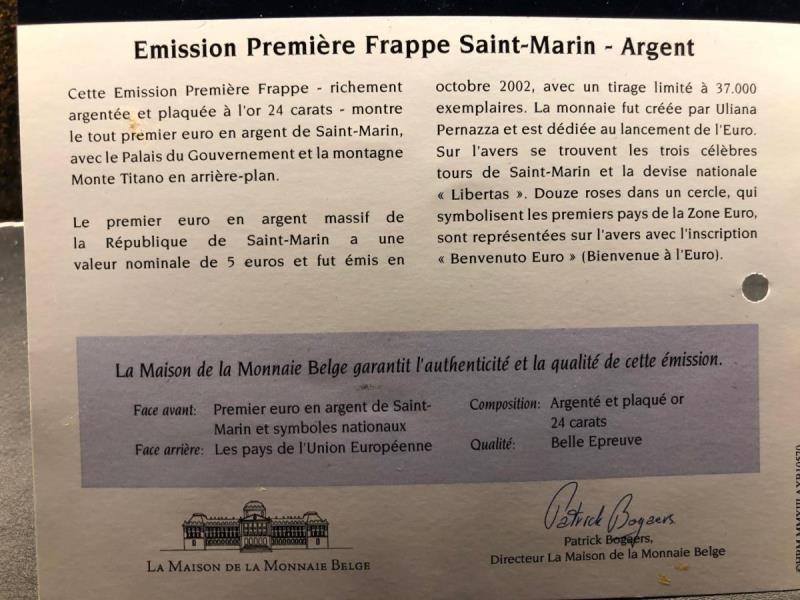 Emission Première Frappe Saint-Marin - Argent
Cette Emission Première Frappe - richement
argentée et plaquée à l'or 24 carats - montre
le tout premier euro en argent de Saint-Marin,
avec le Palais du Gouvernement et la montagne
Monte Titano en arrière-plan.
Le premier euro en argent massif de
la République de Saint-Marin a une
valeur nominale de 5 euros et fut émis en
octobre 2002, avec un tirage limité à 37.000
exemplaires. La monnaie fut créée par Uliana
Pernazza et est dédiée au lancement de l'Euro.
Sur l'avers se trouvent les trois célèbres
tours de Saint-Marin et la devise nationale
« Libertas ». Douze roses dans un cercle, qui
symbolisent les premiers pays de la Zone Euro,
sont représentées sur l'avers avec l'inscription
« Benvenuto Euro » (Bienvenue à l'Euro).
La Maison de la Monnaie Belge garantit l'authenticité et la qualité de cette émission.
Face avant: Premier euro en argent de Saint-
Marin et symboles nationaux
Face arrière: Les pays de l'Union Européenne
Composition: Argenté et plaqué or
24 carats
Qualité: Belle Epreuve
LA MAISON DE LA MONNAIE BELGE
Patrick Bogaers
Patrick Bogaers,
Directeur La Maison de la Monnaie Belge